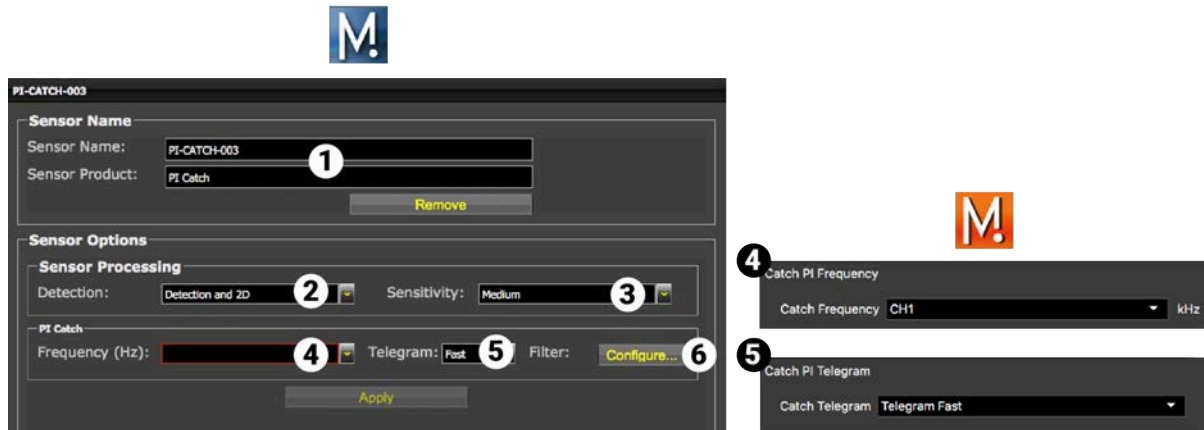 M.
PI-CATCH-003
Sensor Name
Sensor Name: PI-CATCH-003
1
Sensor Product: PI Catch
Remove
Sensor Options
Sensor Processing
Detection: Detection and 2D 2 Sensitivity: Medium 3
PI Catch
Frequency (Hz): 4 Telegram: Fast 5 Filter: Configure... 6
Apply
M.
4
Catch PI Frequency
Catch Frequency CH1 kHz
5
Catch PI Telegram
Catch Telegram Telegram Fast